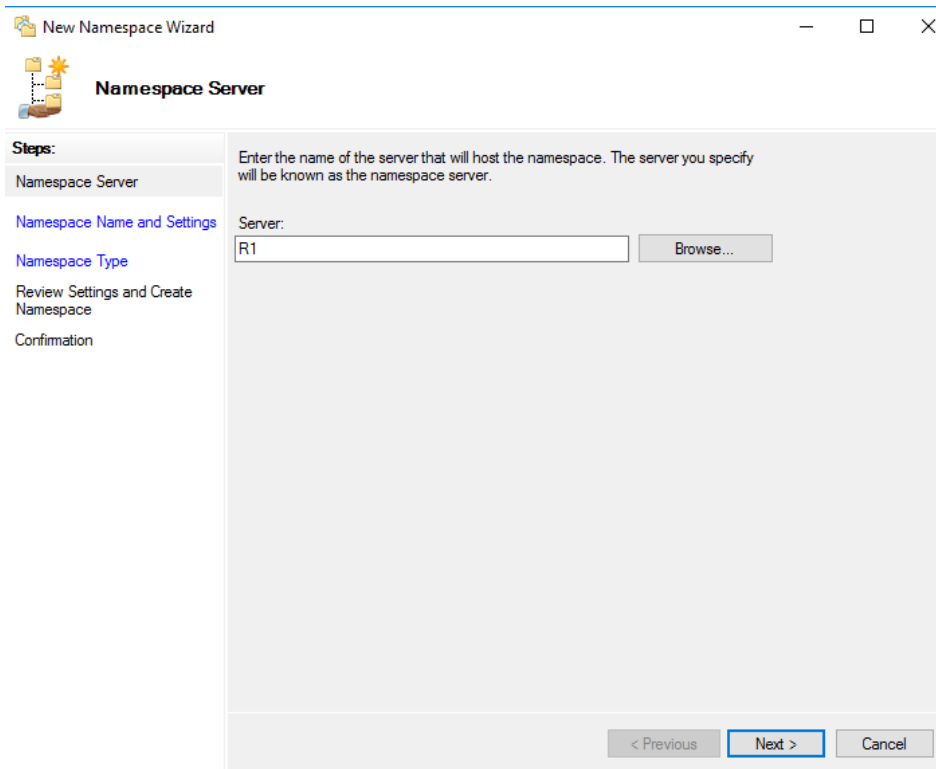 New Namespace Wizard
Namespace Server
Steps:
Namespace Server
Namespace Name and Settings
Namespace Type
Review Settings and Create
Namespace
Confirmation
Enter the name of the server that will host the namespace. The server you specify
will be known as the namespace server.
Server:
R1
Browse...
< Previous
Next >
Cancel